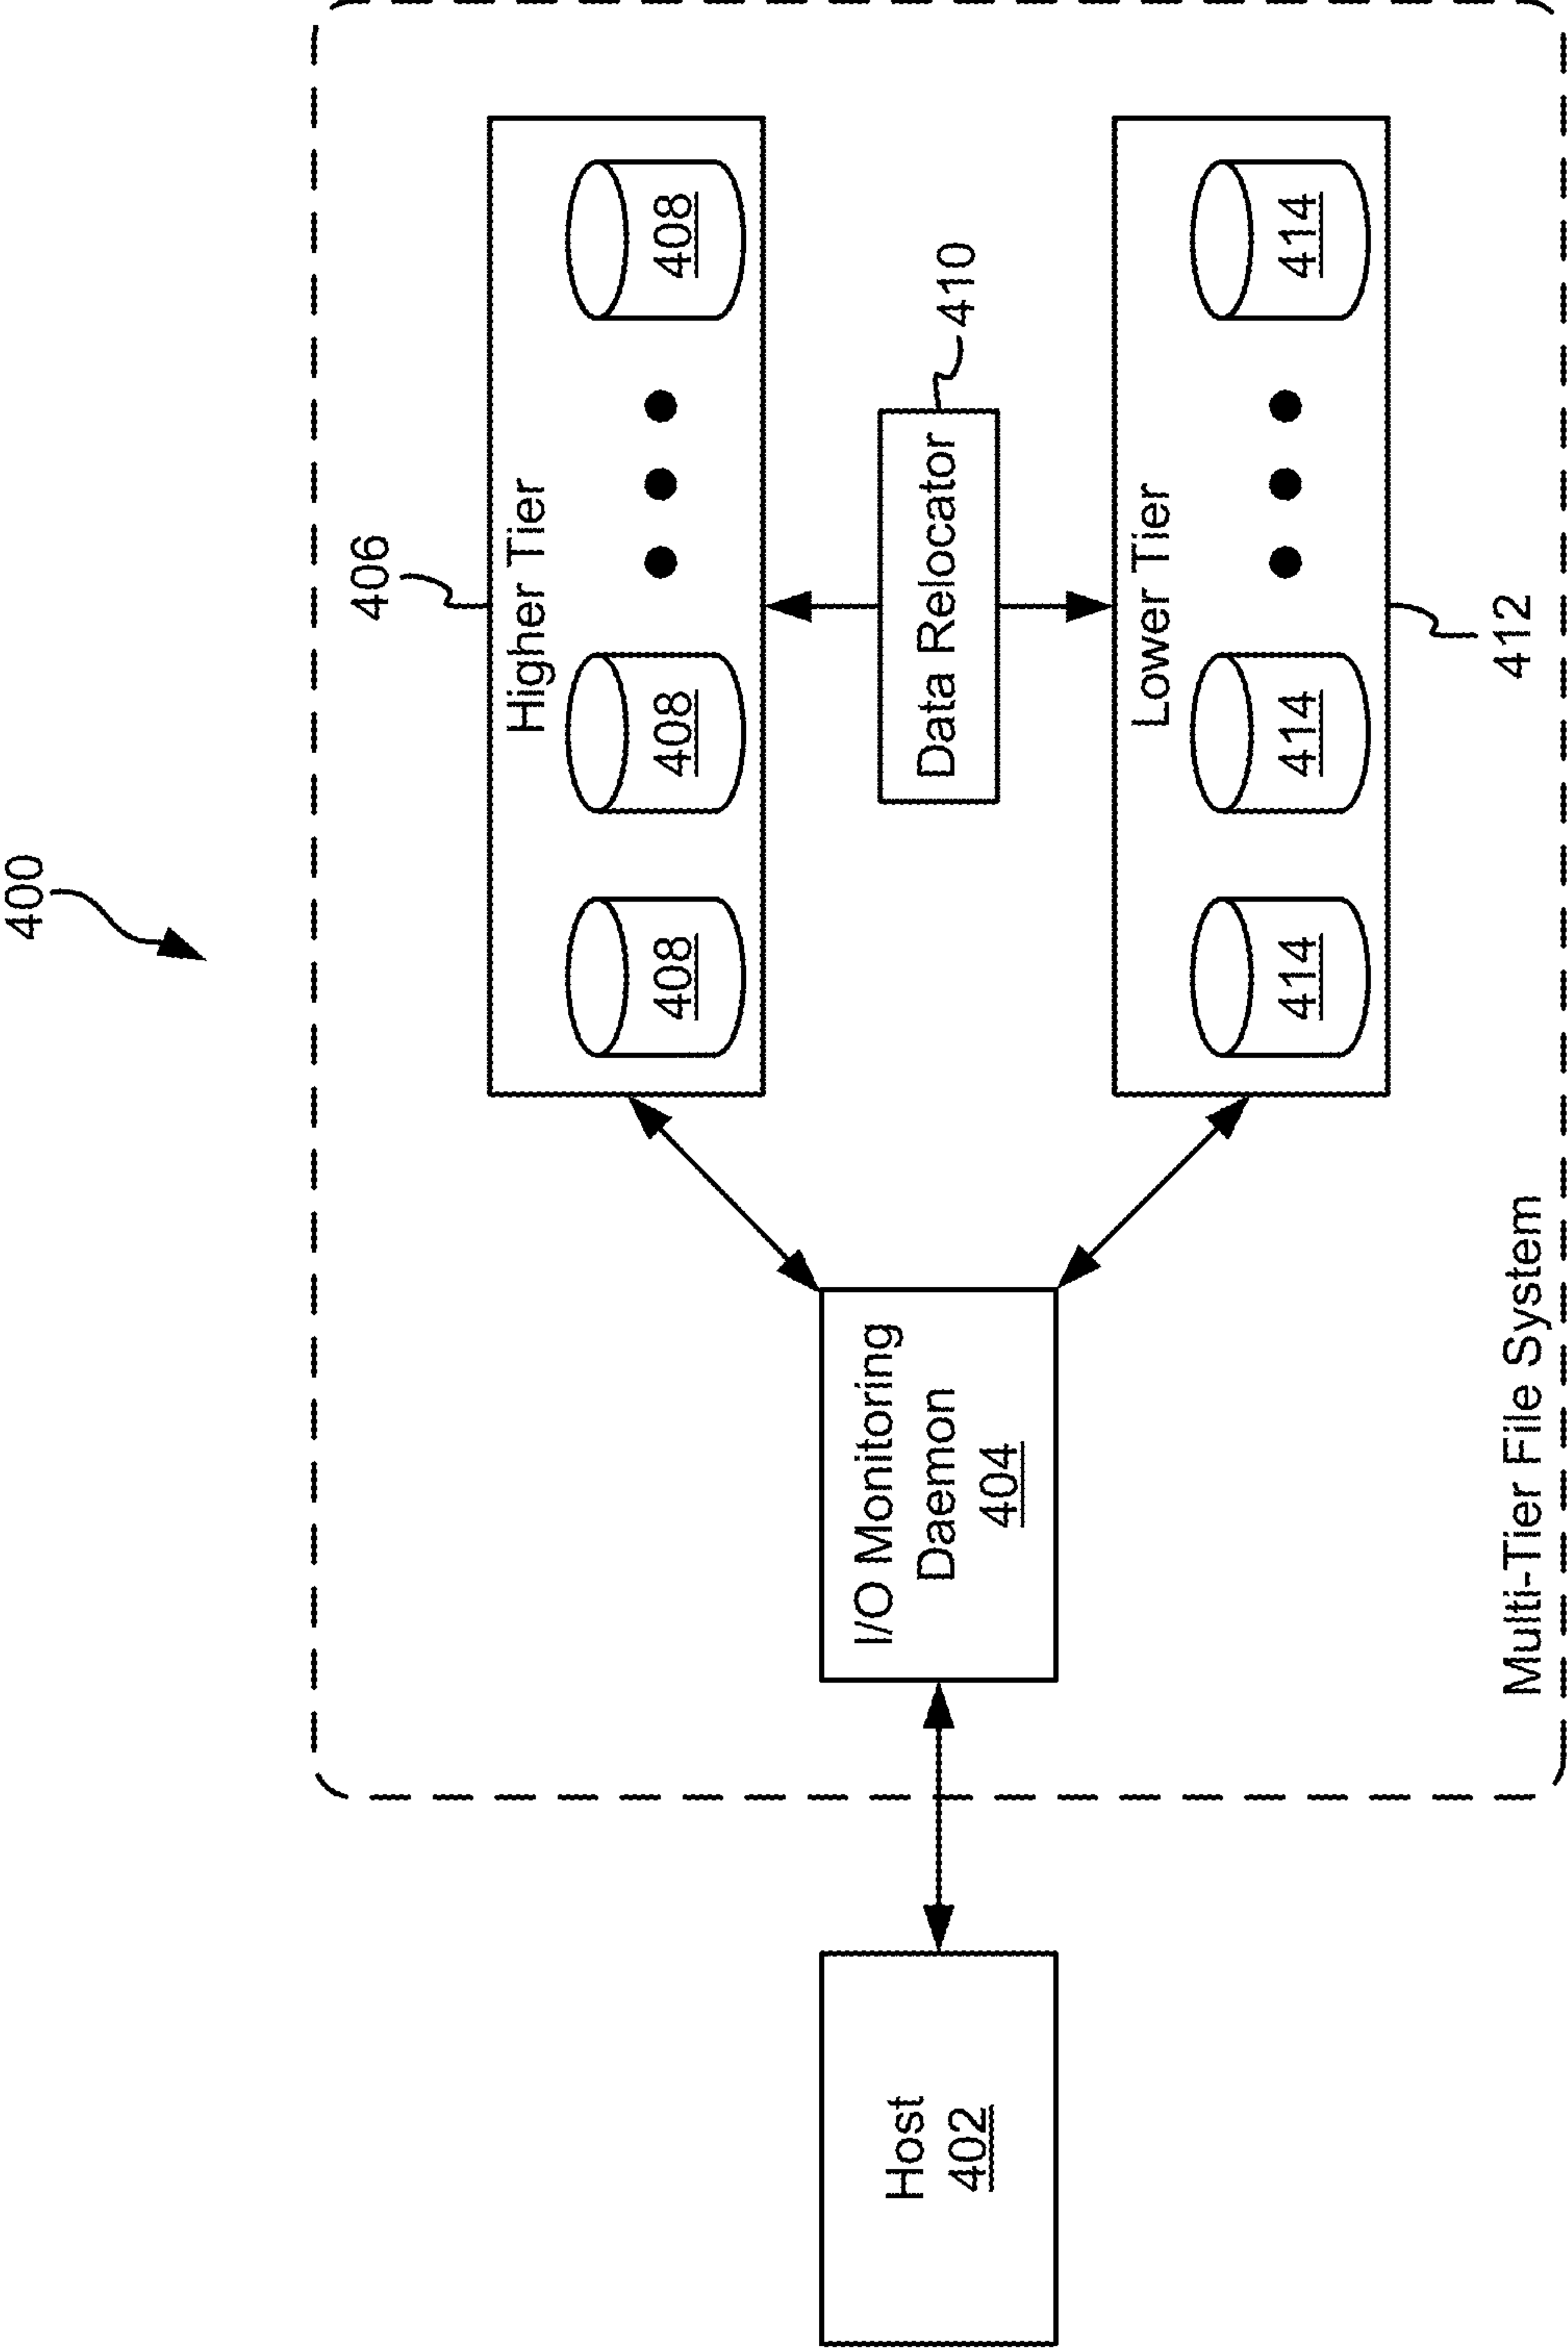 400
406
Higher Tier
408
408
408
410
Data Relocator
I/O Monitoring
Daemon
404
Host
402
Lower Tier
414
414
414
412
Multi-Tier File System